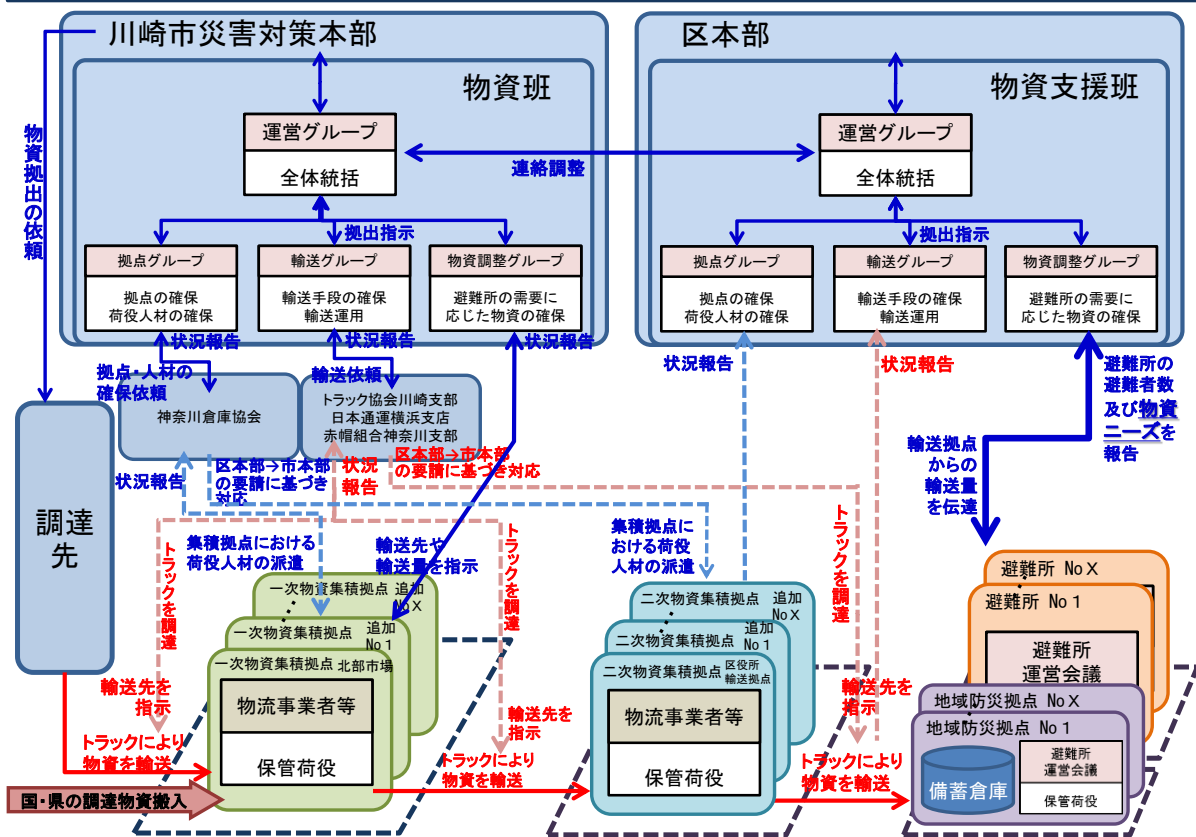 川崎市災害対策本部
物資班
運営グループ
全体統括
拠出指示
拠点グループ
拠点の確保
荷役人材の確保
輸送グループ
輸送手段の確保
輸送運用
物資調整グループ
避難所の需要に
応じた物資の確保
連絡調整
区本部
物資支援班
運営グループ
全体統括
拠出指示
拠点グループ
拠点の確保
荷役人材の確保
輸送グループ
輸送手段の確保
輸送運用
物資調整グループ
避難所の需要に
応じた物資の確保
物資拠出の依頼
状況報告
状況報告
状況報告
状況報告
状況報告
拠点・人材の
確保依頼
輸送依頼
神奈川倉庫協会
トラック協会川崎支部
日本通運横浜支店
赤帽組合神奈川支部
避難所の
避難者数
及び物資
ニーズを
報告
輸送拠点
からの
輸送量
を伝達
状況報告
区本部→市本部
の要請に基づき
対応
状況
報告
区本部→市本部
の要請に基づき対応
調達
先
トラックを調達
集積拠点における
荷役人材の派遣
輸送先や
輸送量を指示
トラックを調達
集積拠点に
おける荷役
人材の派遣
トラックを調達
一次物資集積拠点 追加
No X
一次物資集積拠点 追加
No 1
一次物資集積拠点 北部市場
物流事業者等
保管荷役
二次物資集積拠点 追加
No X
二次物資集積拠点 追加
No 1
二次物資集積拠点 区役所
輸送拠点
物流事業者等
保管荷役
避難所 No X
避難所 No 1
避難所
運営会議
地域防災拠点 No X
地域防災拠点 No 1
備蓄倉庫
避難所
運営会議
保管荷役
輸送先を
指示
輸送先を
指示
輸送先を
指示
トラックにより
物資を輸送
トラックにより
物資を輸送
トラックにより
物資を輸送
国・県の調達物資搬入